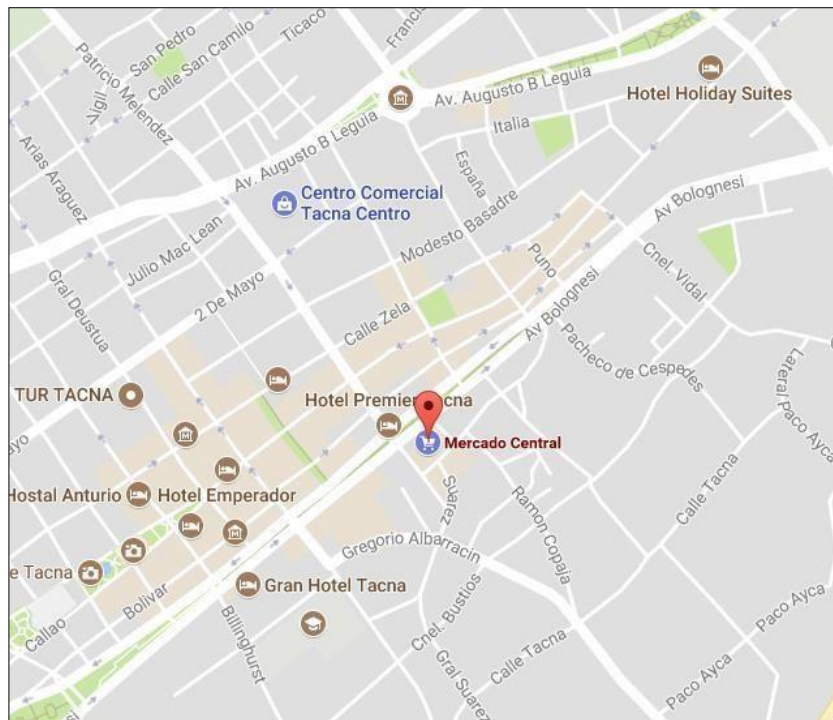 San Pedro
Ticaco
Francis
Patricio Melendez
Calle San Camilo
Vigil
Av. Augusto B Leguia
Hotel Holiday Suites
Arias Araguez
Av. Augusto B Leguia
Italia
España
Centro Comercial
Tacna Centro
Modesto Basadre
Av Bolognesi
Julio Mac Lean
Puno
Cnel. Vidal
Gral Deustua
2 De Mayo
Calle Zela
Av Bolognesi
Pacheco de Cespedes
Lateral Paco Ayca
TUR TACNA
Hotel Premier Tacna
ayo
Mercado Central
Hostal Anturio
Hotel Emperador
Suarez
Ramon Copaja
Calle Tacna
Gregorio Albarracin
e Tacna
Gran Hotel Tacna
Bolivar
Callao
Billinghurst
Cnel. Bustios
Gral Suarez
Calle Tacna
Paco Ayca
Paco Ayca